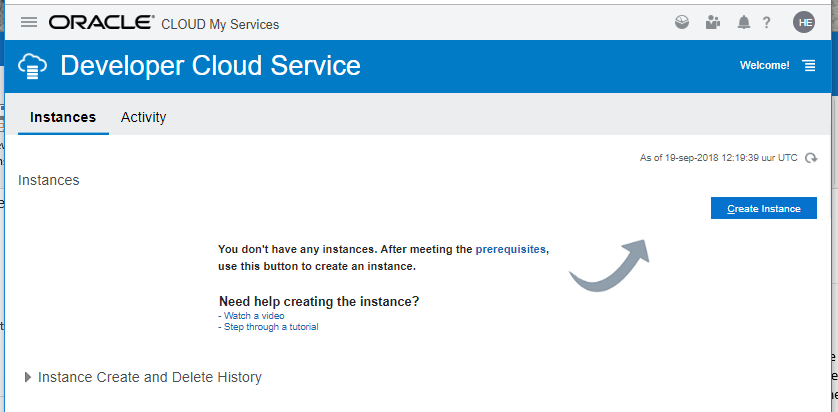 ORACLE® CLOUD My Services
? HE
Developer Cloud Service
Welcome!
Instances Activity
As of 19-sep-2018 12:19:39 uur UTC
Instances
Create Instance
You don't have any instances. After meeting the prerequisites,
use this button to create an instance.
Need help creating the instance?
- Watch a video
- Step through a tutorial
Instance Create and Delete History